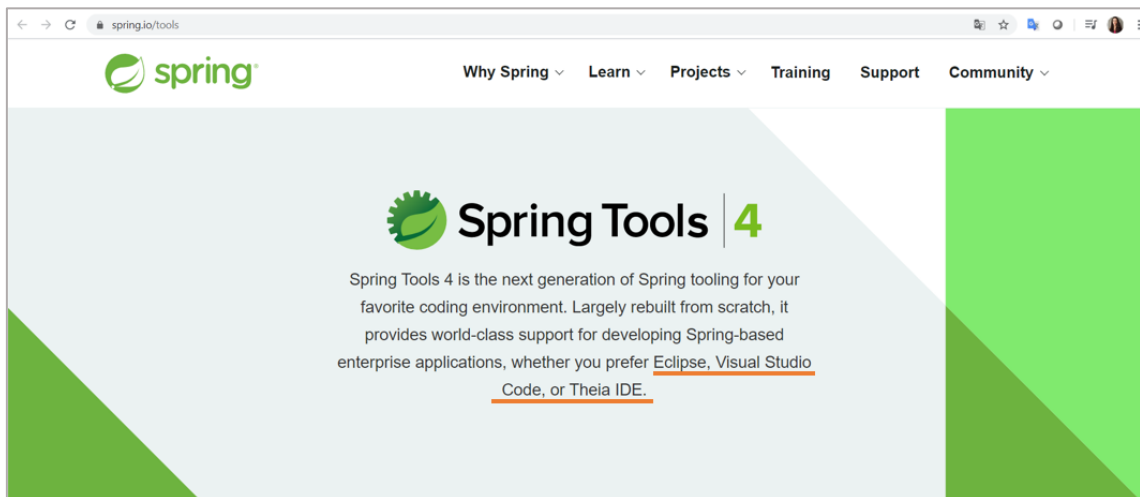 spring.io/tools
spring
Why Spring
Learn
Projects
Training
Support
Community
Spring Tools 4
Spring Tools 4 is the next generation of Spring tooling for your
favorite coding environment. Largely rebuilt from scratch, it
provides world-class support for developing Spring-based
enterprise applications, whether you prefer Eclipse, Visual Studio
Code, or Theia IDE.